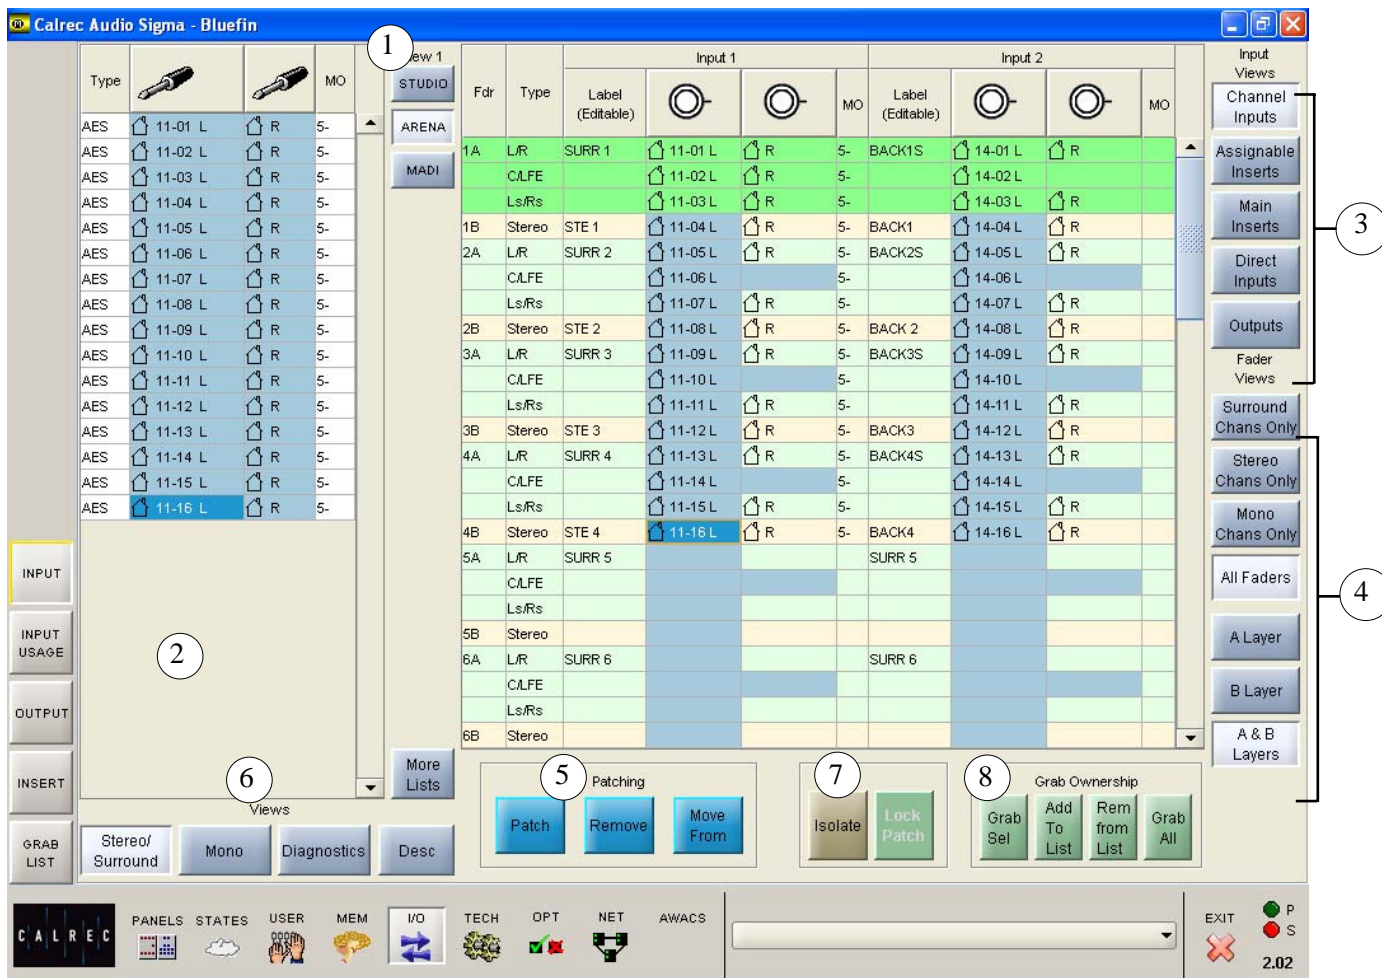 Calrec Audio Sigma - Bluefin
1
Type
MO
AES 11-01 L R 5-
AES 11-02 L R 5-
AES 11-03 L R 5-
AES 11-04 L R 5-
AES 11-05 L R 5-
AES 11-06 L R 5-
AES 11-07 L R 5-
AES 11-08 L R 5-
AES 11-09 L R 5-
AES 11-10 L R 5-
AES 11-11 L R 5-
AES 11-12 L R 5-
AES 11-13 L R 5-
AES 11-14 L R 5-
AES 11-15 L R 5-
AES 11-16 L R 5-
2
INPUT
INPUT
USAGE
OUTPUT
INSERT
GRAB
LIST
6
Views
Stereo/
Surround
Mono
Diagnostics
Desc
1
STUDIO
ARENA
MADI
More
Lists
Input 1
Input 2
Fdr
Type
Label
(Editable)
MO
Label
(Editable)
MO
1A L/R SURR 1 11-01 L R 5- BACK1S 14-01 L R
C/LFE 11-02 L R 5- 14-02 L
Ls/Rs 11-03 L R 5- 14-03 L R
1B Stereo STE 1 11-04 L R 5- BACK1 14-04 L R
2A L/R SURR 2 11-05 L R 5- BACK2S 14-05 L R
C/LFE 11-06 L 5- 14-06 L
Ls/Rs 11-07 L R 5- 14-07 L R
2B Stereo STE 2 11-08 L R 5- BACK 2 14-08 L R
3A L/R SURR 3 11-09 L R 5- BACK3S 14-09 L R
C/LFE 11-10 L 5- 14-10 L
Ls/Rs 11-11 L R 5- 14-11 L R
3B Stereo STE 3 11-12 L R 5- BACK3 14-12 L R
4A L/R SURR 4 11-13 L R 5- BACK4S 14-13 L R
C/LFE 11-14 L 5- 14-14 L
Ls/Rs 11-15 L R 5- 14-15 L R
4B Stereo STE 4 11-16 L R 5- BACK4 14-16 L R
5A L/R SURR 5 SURR 5
C/LFE
Ls/Rs
5B Stereo
6A L/R SURR 6 SURR 6
C/LFE
Ls/Rs
6B Stereo
5
Patching
Patch
Remove
Move
From
7
Isolate
Lock
Patch
8
Grab Ownership
Grab
Sel
Add
To
List
Rem
from
List
Grab
All
Input
Views
Channel
Inputs
Assignable
Inserts
Main
Inserts
Direct
Inputs
Outputs
3
Fader
Views
Surround
Chans Only
Stereo
Chans Only
Mono
Chans Only
All Faders
A Layer
B Layer
A & B
Layers
4
CALREC
PANELS
STATES
USER
MEM
I/O
TECH
OPT
NET
AWACS
EXIT
P
S
2.02